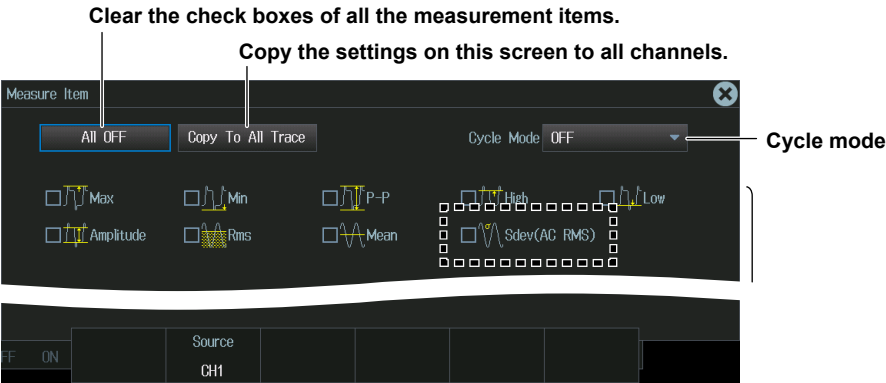 Clear the check boxes of all the measurement items.
Copy the settings on this screen to all channels.
Measure Item
All OFF Copy To All Trace Cycle Mode OFF Cycle mode
Max Min P-P High Low
Amplitude Rms Mean σ Sdev(AC RMS)
Source
FF ON
CH1